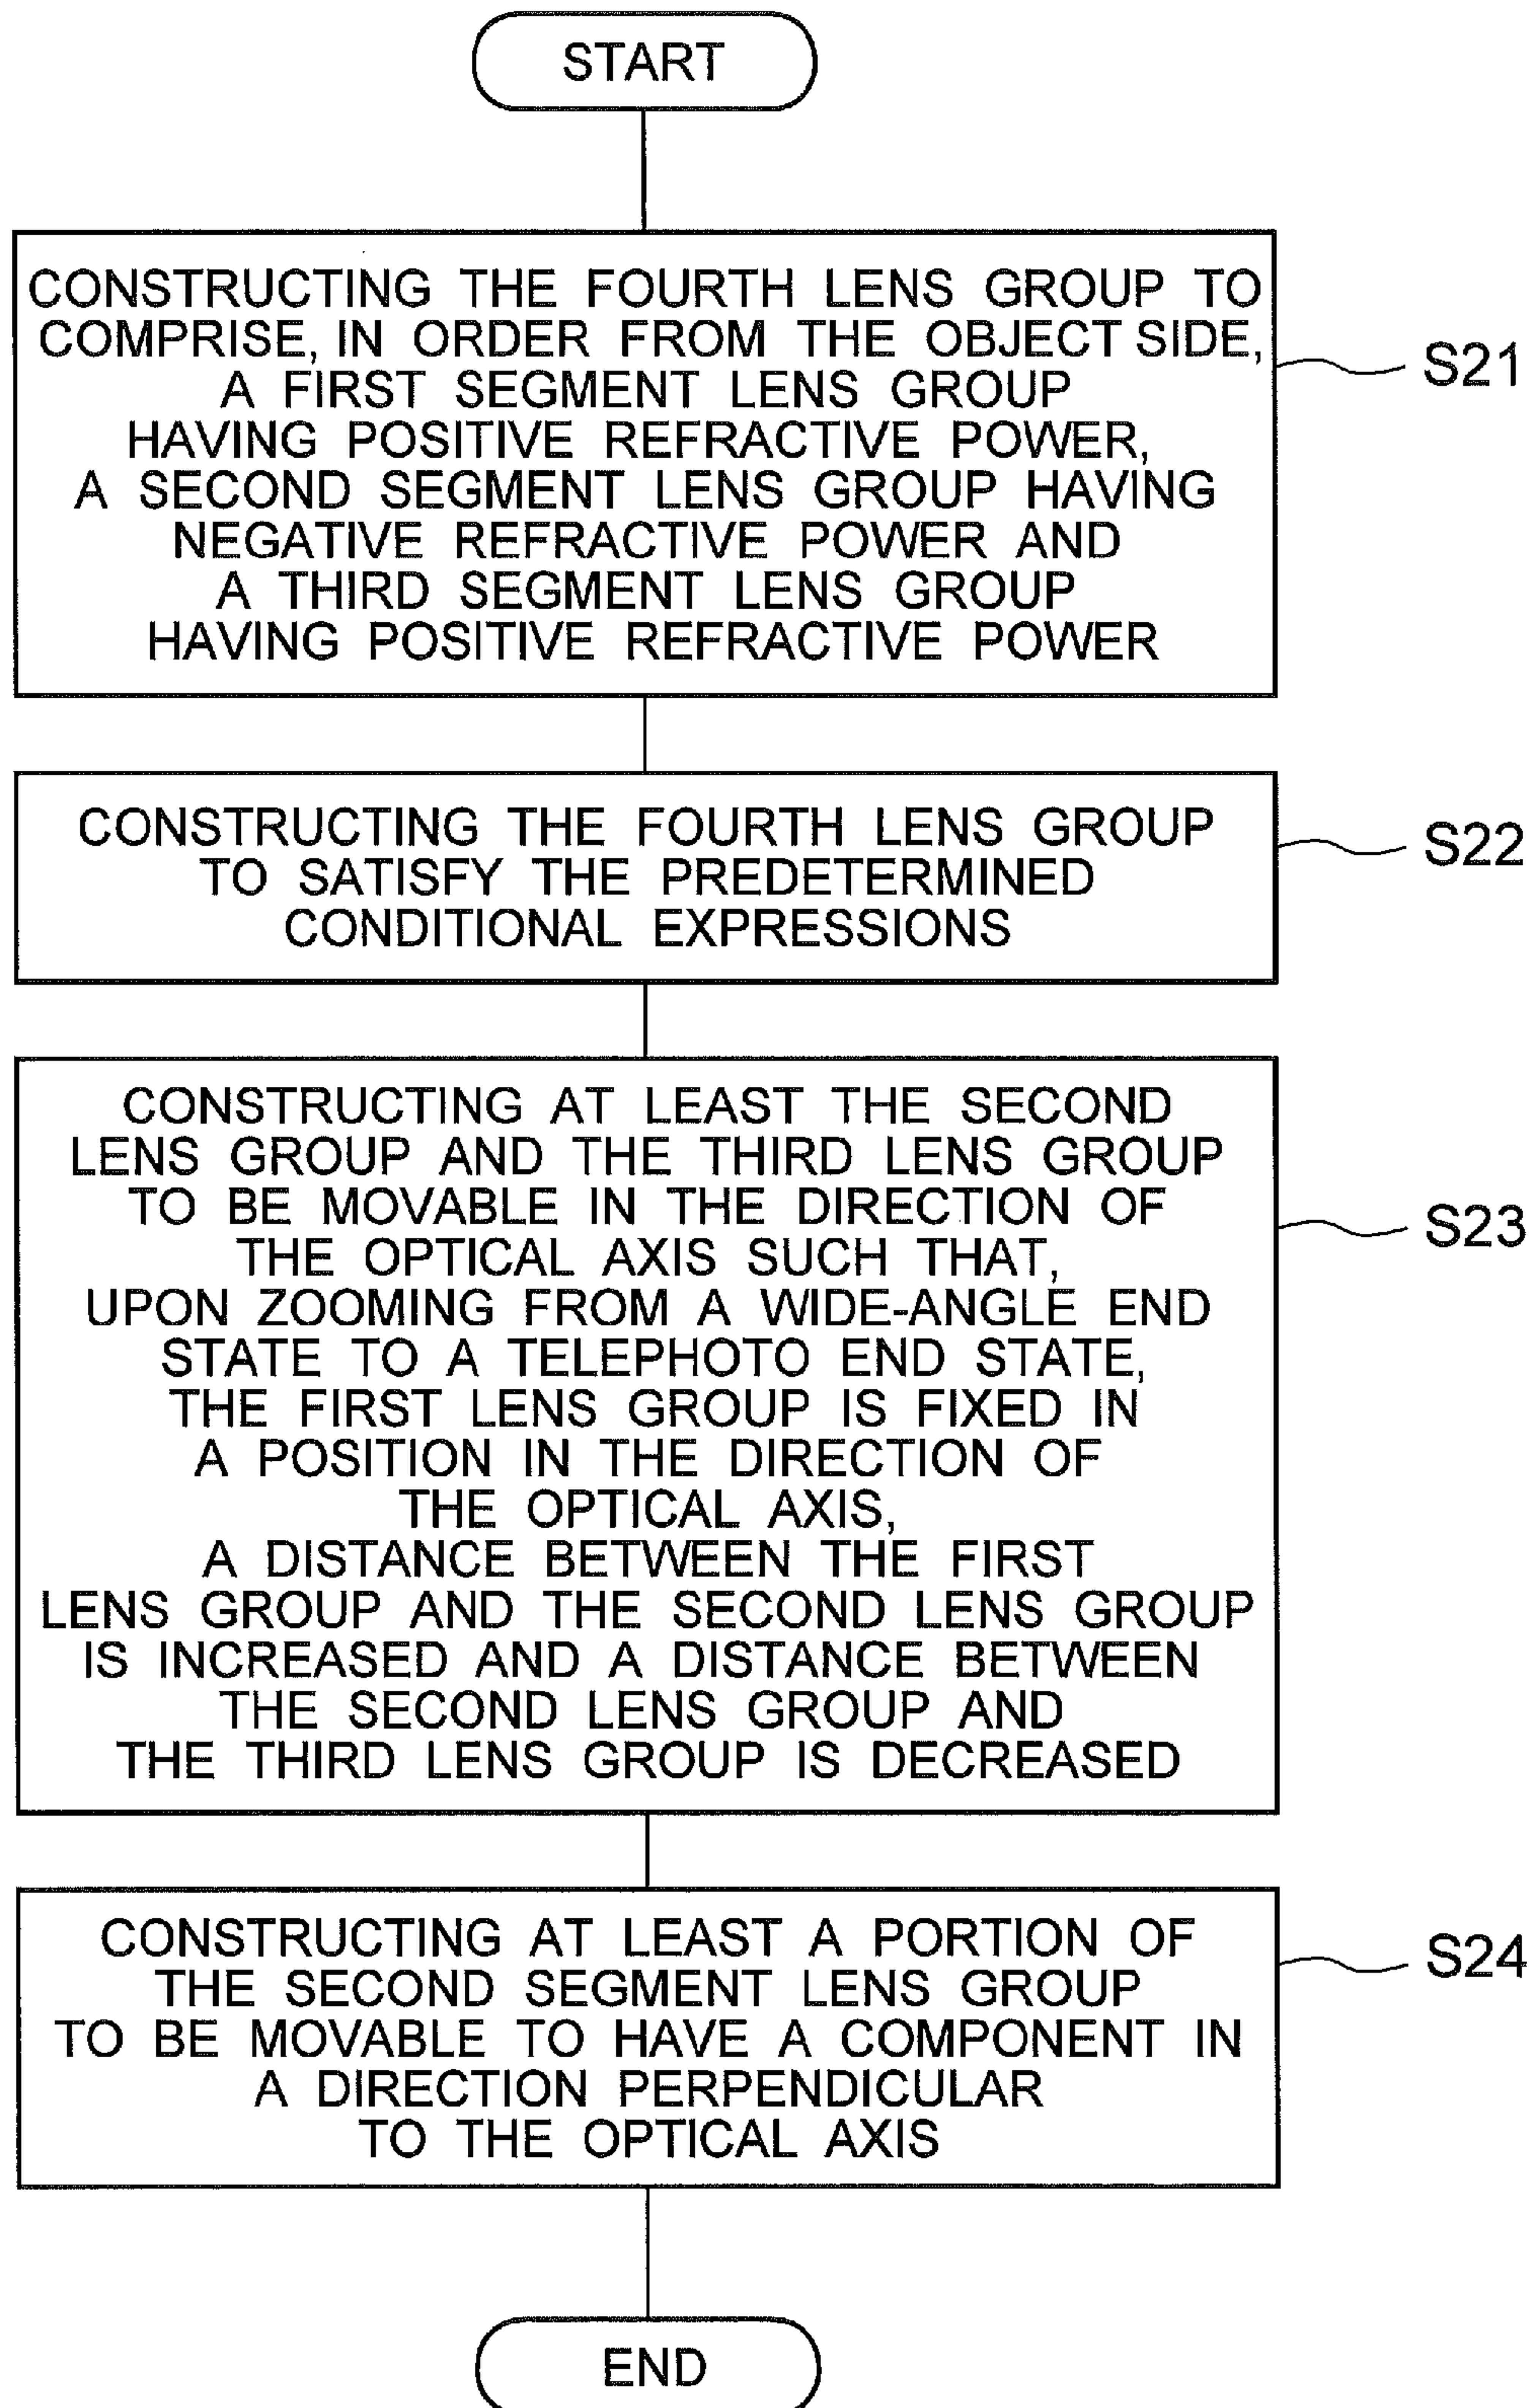 START
CONSTRUCTING THE FOURTH LENS GROUP TO
COMPRISE, IN ORDER FROM THE OBJECT SIDE,
A FIRST SEGMENT LENS GROUP
HAVING POSITIVE REFRACTIVE POWER,
A SECOND SEGMENT LENS GROUP HAVING
NEGATIVE REFRACTIVE POWER AND
A THIRD SEGMENT LENS GROUP
HAVING POSITIVE REFRACTIVE POWER
S21
CONSTRUCTING THE FOURTH LENS GROUP
TO SATISFY THE PREDETERMINED
CONDITIONAL EXPRESSIONS
S22
CONSTRUCTING AT LEAST THE SECOND
LENS GROUP AND THE THIRD LENS GROUP
TO BE MOVABLE IN THE DIRECTION OF
THE OPTICAL AXIS SUCH THAT,
UPON ZOOMING FROM A WIDE-ANGLE END
STATE TO A TELEPHOTO END STATE,
THE FIRST LENS GROUP IS FIXED IN
A POSITION IN THE DIRECTION OF
THE OPTICAL AXIS,
A DISTANCE BETWEEN THE FIRST
LENS GROUP AND THE SECOND LENS GROUP
IS INCREASED AND A DISTANCE BETWEEN
THE SECOND LENS GROUP AND
THE THIRD LENS GROUP IS DECREASED
S23
CONSTRUCTING AT LEAST A PORTION OF
THE SECOND SEGMENT LENS GROUP
TO BE MOVABLE TO HAVE A COMPONENT IN
A DIRECTION PERPENDICULAR
TO THE OPTICAL AXIS
S24
END